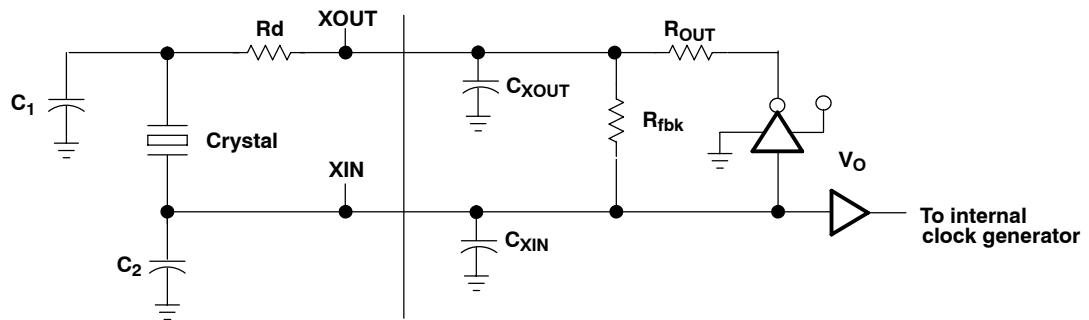 Rd
XOUT
ROUT
C1
CXOUT
Rfbk
Crystal
VO
XIN
To internal
clock generator
CXIN
C2